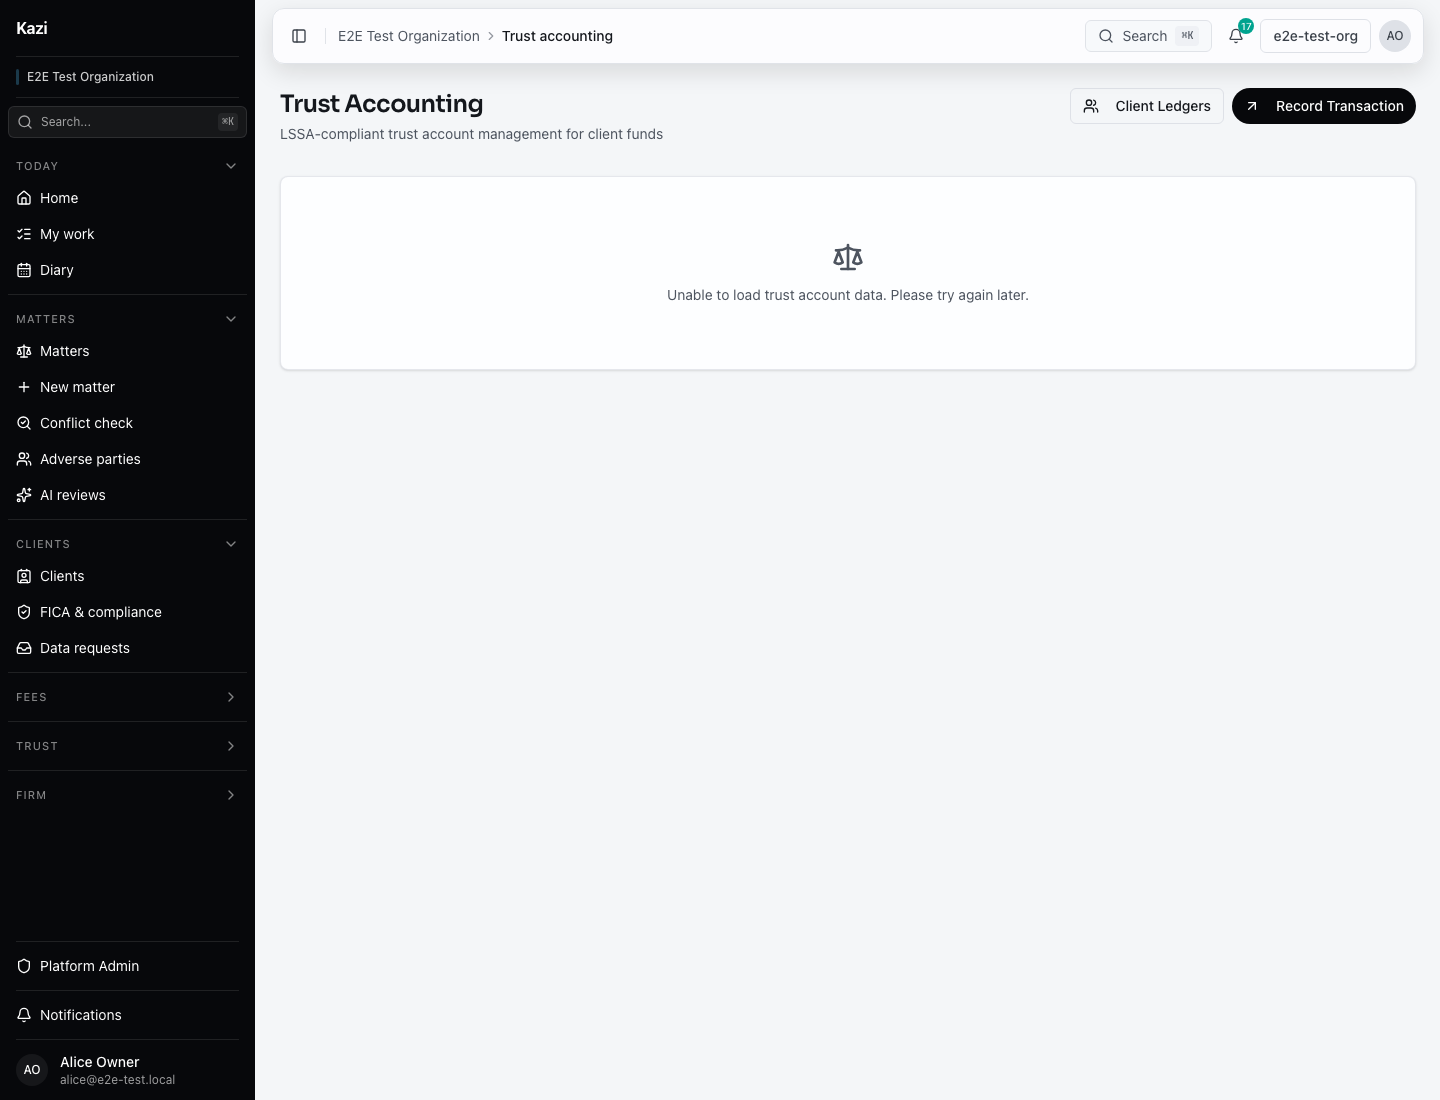 Kazi
E2E Test Organization
Search...
⌘K
TODAY
Home
My work
Diary
MATTERS
Matters
New matter
Conflict check
Adverse parties
AI reviews
CLIENTS
Clients
FICA & compliance
Data requests
FEES
TRUST
FIRM
Platform Admin
Notifications
AO
Alice Owner
alice@e2e-test.local
E2E Test Organization
Trust accounting
Search ⌘K
17
e2e-test-org
AO
Trust Accounting
LSSA-compliant trust account management for client funds
Client Ledgers
Record Transaction
Unable to load trust account data. Please try again later.